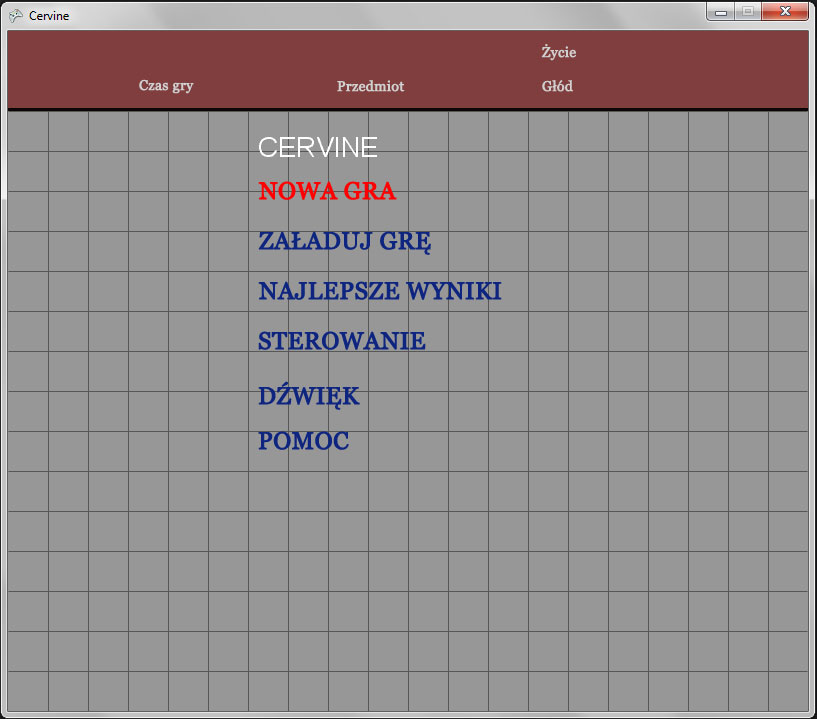 Cervine
Życie
Czas gry Przedmiot Głód
CERVINE
NOWA GRA
ZAŁADUJ GRĘ
NAJLEPSZE WYNIKI
STEROWANIE
DŹWIĘK
POMOC